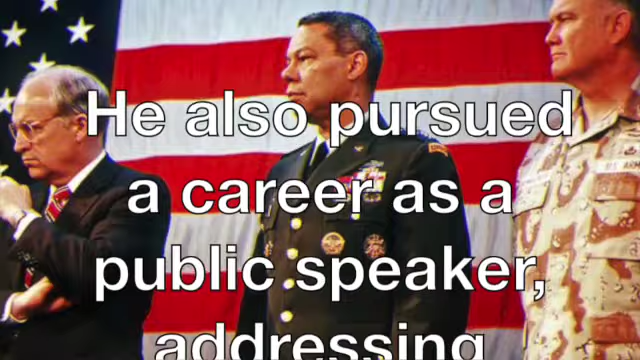 He also pursued
a career as a
public speaker,
addressing